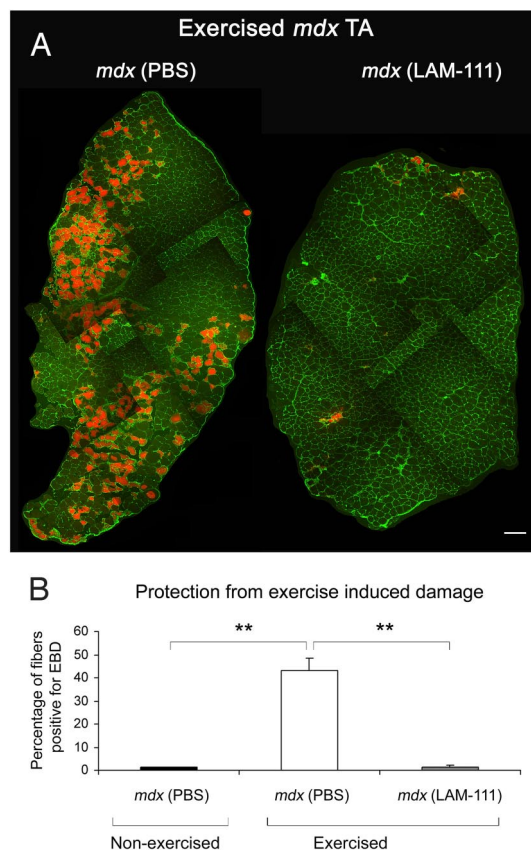 Exercised mdx TA
A
mdx (PBS)
mdx (LAM-111)
B
Protection from exercise induced damage
Percentage of fibers
positive for EBD
60
50
40
30
20
10
0
**
**
mdx (PBS)
mdx (PBS)
mdx (LAM-111)
Non-exercised
Exercised